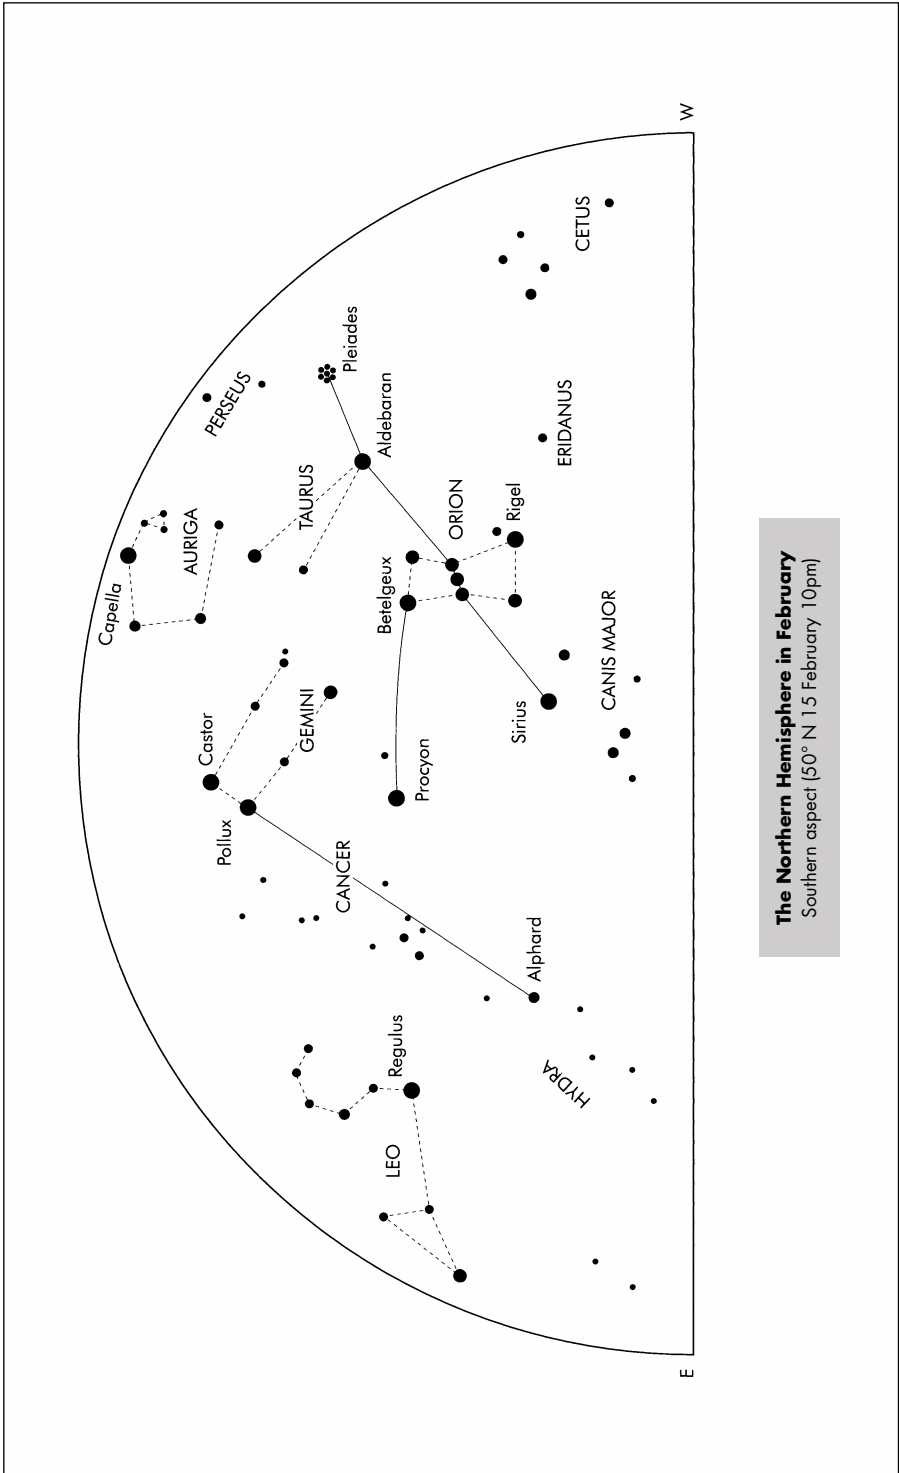 PERSEUS
Pleiades
Aldebaran
CETUS
Capella
AURIGA
TAURUS
ORION
Rigel
ERIDANUS
Betelgeux
Castor
GEMINI
Pollux
Procyon
Sirius
CANIS MAJOR
CANCER
Alphard
Regulus
LEO
HYDRA
E
W
The Northern Hemisphere in February
Southern aspect (50° N 15 February 10pm)